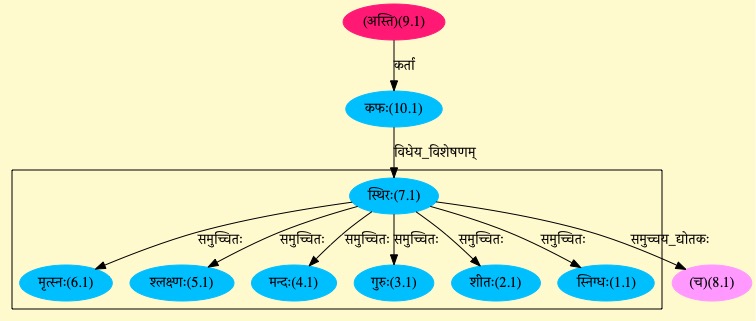 (अस्ति)(9.1)
कर्ता
कफः(10.1)
विधेय_विशेषणम्
स्थिरः(7.1)
समुच्चितः समुच्चितः समुच्चितः समुच्चितः समुच्चितः समुच्चितः समुच्चय_द्योतकः
मृत्स्नः(6.1) श्लक्ष्णः(5.1) मन्दः(4.1) गुरुः(3.1) शीतः(2.1) स्निग्धः(1.1) (च)(8.1)